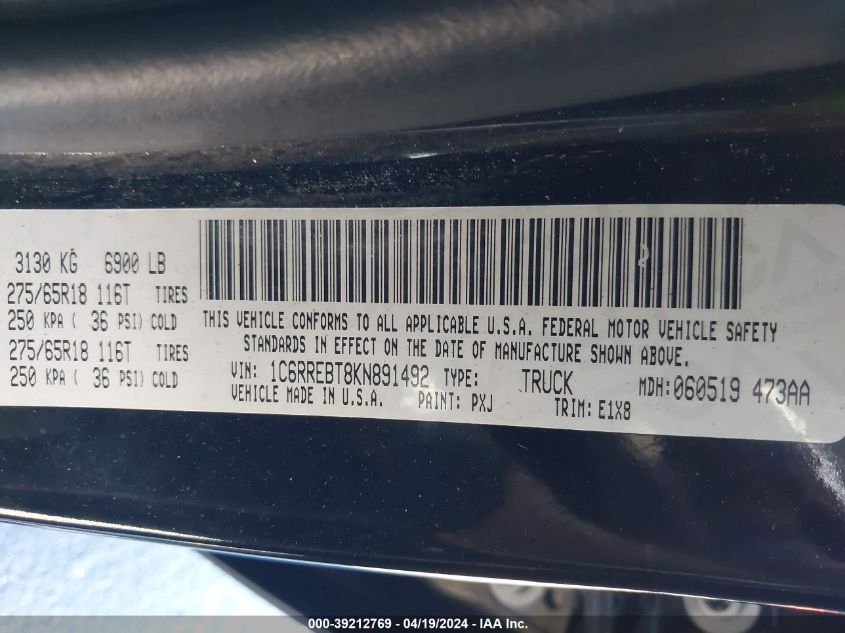 3130 KG 6900 LB
275/65R18 116T TIRES
250 KPA ( 36 PSI) COLD
275/65R18 116T TIRES
250 KPA ( 36 PSI) COLD
THIS VEHICLE CONFORMS TO ALL APPLICABLE U.S.A. FEDERAL MOTOR VEHICLE SAFETY
STANDARDS IN EFFECT ON THE DATE OF MANUFACTURE SHOWN ABOVE.
VIN: 1C6RREBT8KN891492 TYPE: TRUCK MDH: 060519 473AA
VEHICLE MADE IN U.S.A. PAINT: PXJ TRIM: E1X8
000-39212769 - 04/19/2024 - IAA Inc.